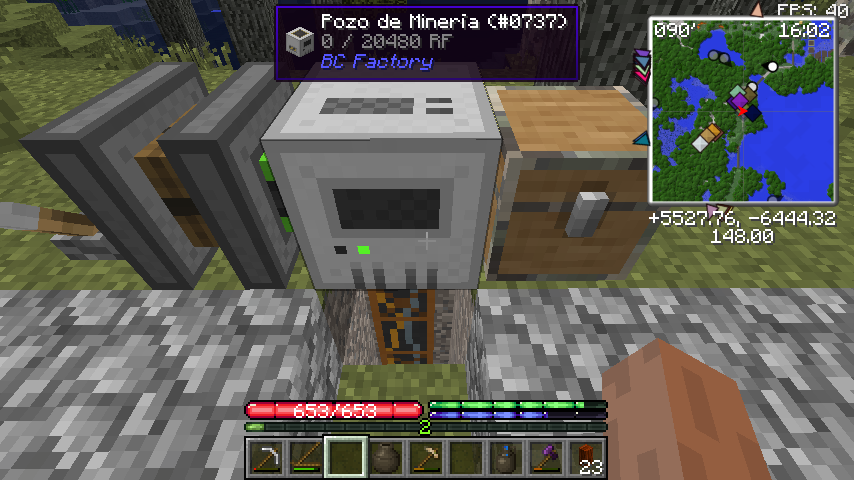 Pozo de Mineria (#0737)
0 / 20480 RF
BC Factory
FPS: 40
090°
16:02
+5527.76, -6444.32
148.00
653/653
2
23